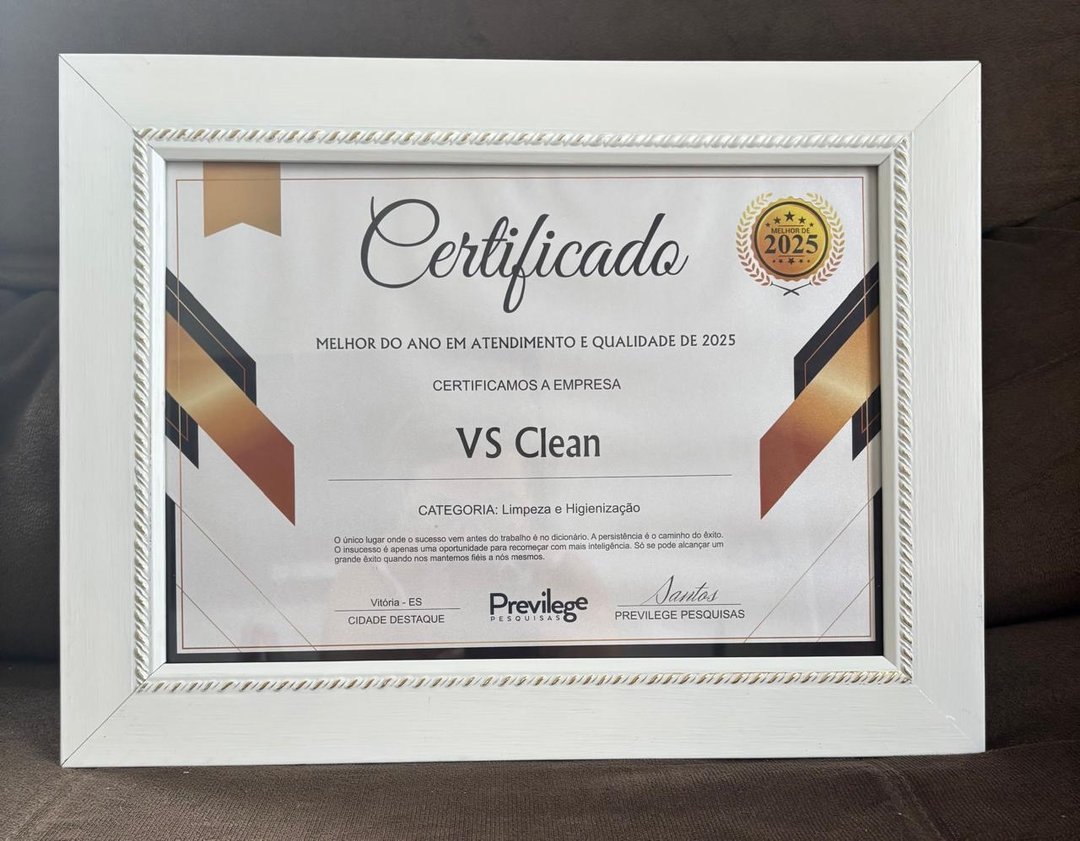 Certificado
MELHOR DE
2025
MELHOR DO ANO EM ATENDIMENTO E QUALIDADE DE 2025
CERTIFICAMOS A EMPRESA
VS Clean
CATEGORIA: Limpeza e Higienização
O único lugar onde o sucesso vem antes do trabalho é no dicionário. A persistência é o caminho do êxito.
O insucesso é apenas uma oportunidade para recomeçar com mais inteligência. Só se pode alcançar um
grande êxito quando nos mantemos fiéis a nós mesmos.
Vitória - ES
CIDADE DESTAQUE
Previlege
PESQUISAS
Santos
PREVILEGE PESQUISAS